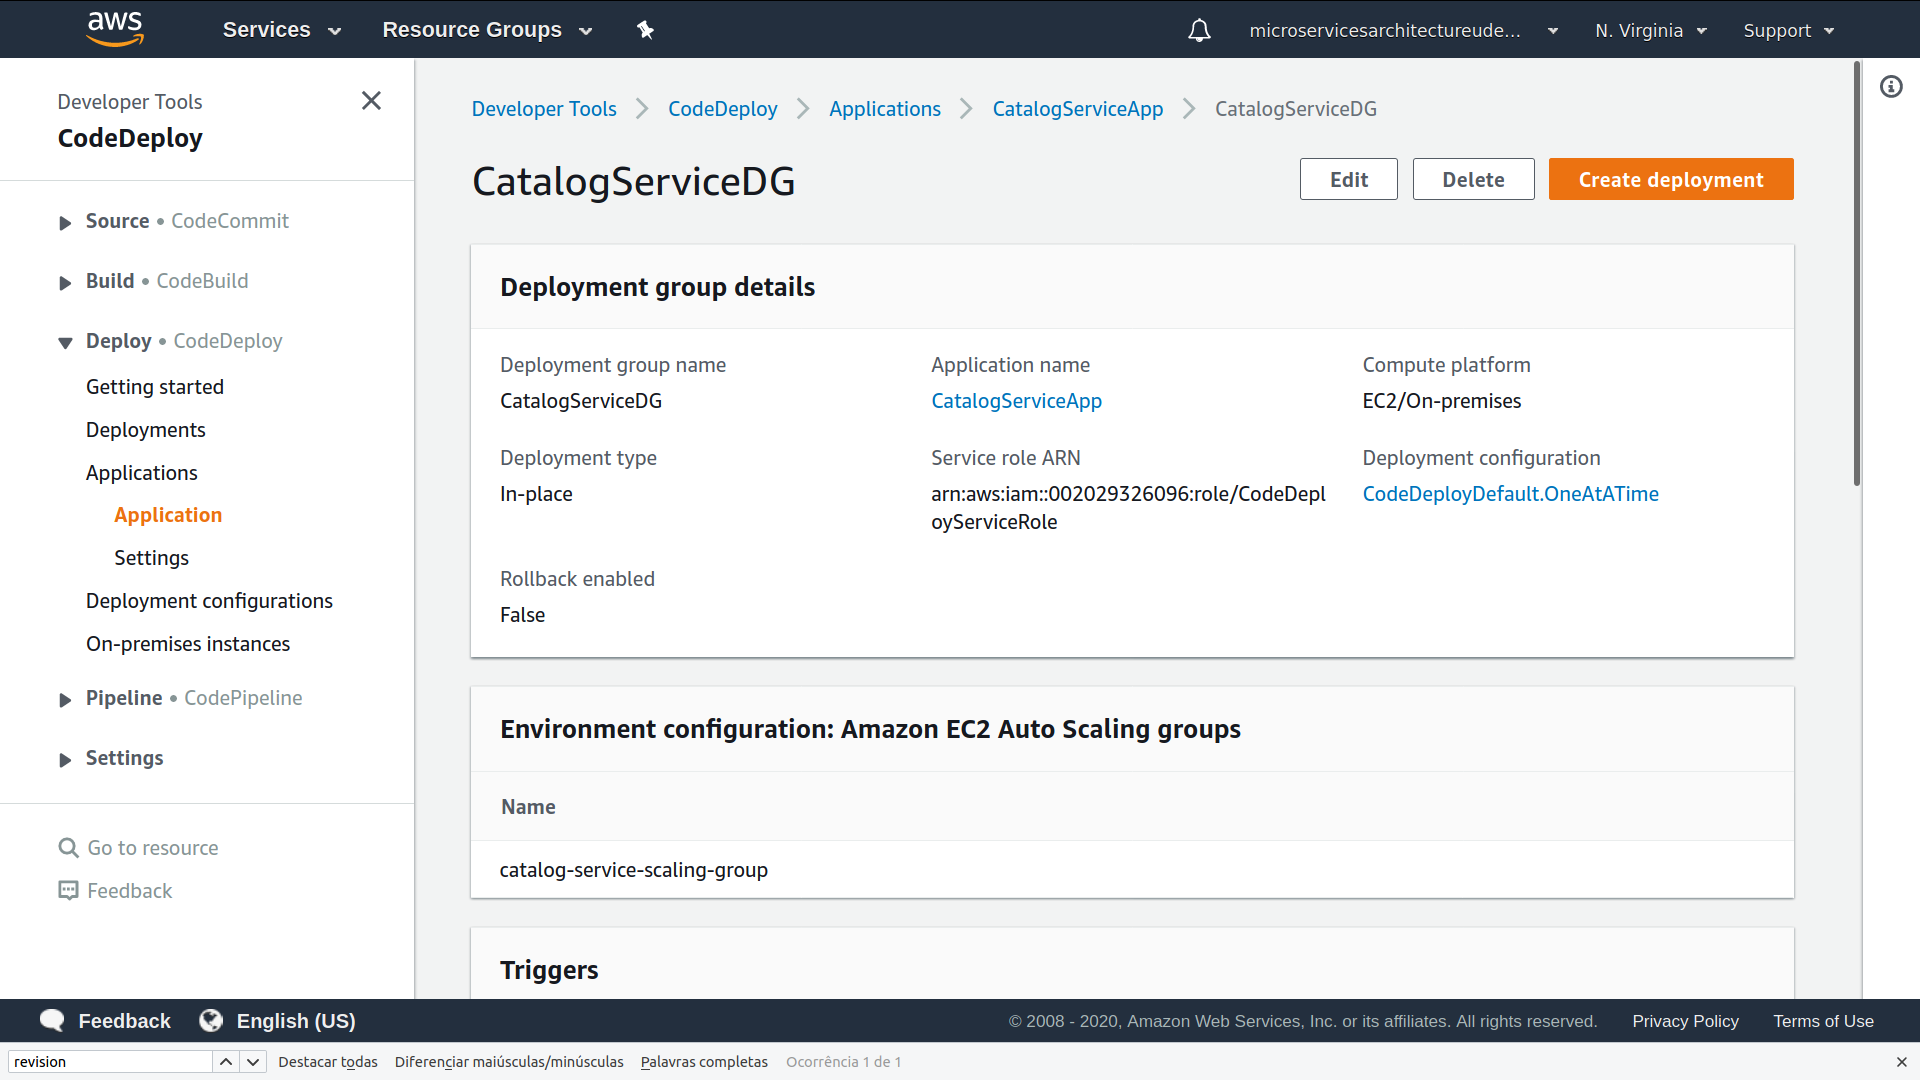 aws Services Resource Groups microservicesarchitectureude... N. Virginia Support
Developer Tools
CodeDeploy
Source • CodeCommit
Build • CodeBuild
Deploy • CodeDeploy
Getting started
Deployments
Applications
Application
Settings
Deployment configurations
On-premises instances
Pipeline • CodePipeline
Settings
Go to resource
Feedback
Developer Tools CodeDeploy Applications CatalogServiceApp CatalogServiceDG
CatalogServiceDG
Edit Delete Create deployment
Deployment group details
Deployment group name
CatalogServiceDG
Application name
CatalogServiceApp
Compute platform
EC2/On-premises
Deployment type
In-place
Service role ARN
arn:aws:iam::002029326096:role/CodeDepl
oyServiceRole
Deployment configuration
CodeDeployDefault.OneAtATime
Rollback enabled
False
Environment configuration: Amazon EC2 Auto Scaling groups
Name
catalog-service-scaling-group
Triggers
Feedback English (US) © 2008 - 2020, Amazon Web Services, Inc. or its affiliates. All rights reserved. Privacy Policy Terms of Use
revision Destacar todas Diferenciar maiúsculas/minúsculas Palavras completas Ocorrência 1 de 1